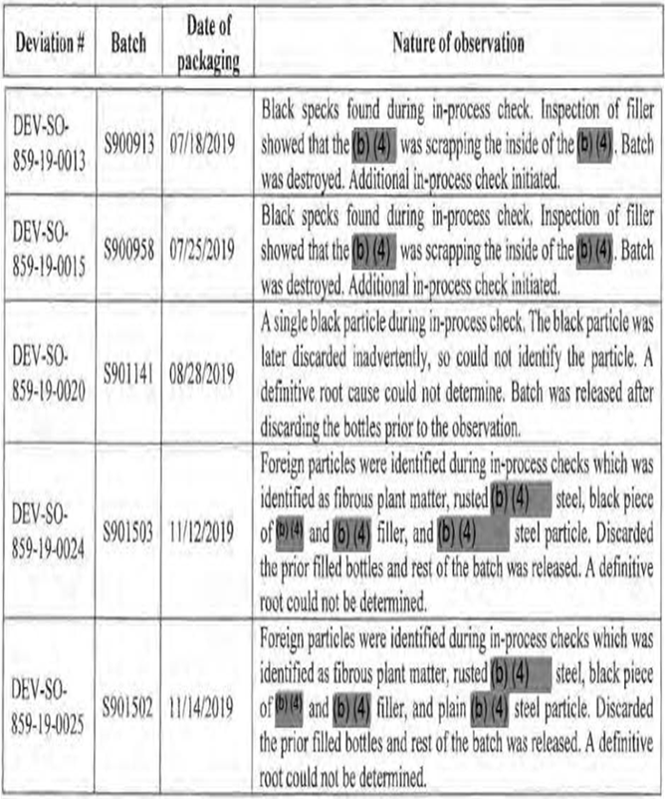 Deviation # Batch Date of packaging Nature of observation
DEV-SO-859-19-0013 S900913 07/18/2019
Black specks found during in-process check. Inspection of filler
showed that the (b) (4) was scrapping the inside of the (b) (4). Batch
was destroyed. Additional in-process check initiated.
DEV-SO-859-19-0015 S900958 07/25/2019
Black specks found during in-process check. Inspection of filler
showed that the (b) (4) was scrapping the inside of the (b) (4). Batch
was destroyed. Additional in-process check initiated.
DEV-SO-859-19-0020 S901141 08/28/2019
A single black particle during in-process check. The black particle was
later discarded inadvertently, so could not identify the particle. A
definitive root cause could not determine. Batch was released after
discarding the bottles prior to the observation.
DEV-SO-859-19-0024 S901503 11/12/2019
Foreign particles were identified during in-process checks which was
identified as fibrous plant matter, rusted (b) (4) steel, black piece
of (b) (4) and (b) (4) filler, and (b) (4) steel particle. Discarded
the prior filled bottles and rest of the batch was released. A definitive
root could not be determined.
DEV-SO-859-19-0025 S901502 11/14/2019
Foreign particles were identified during in-process checks which was
identified as fibrous plant matter, rusted (b) (4) steel, black piece
of (b) (4) and (b) (4) filler, and plain (b) (4) steel particle. Discarded
the prior filled bottles and rest of the batch was released. A definitive
root could not be determined.